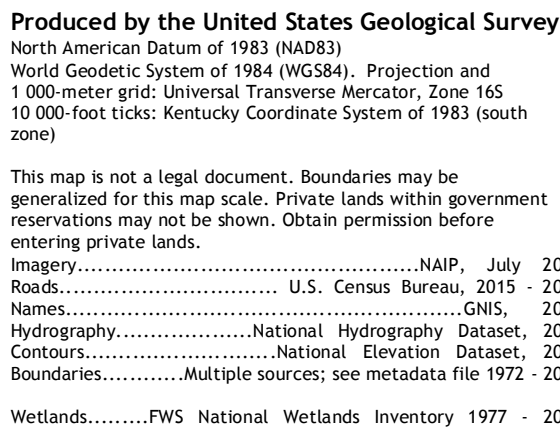 Produced by the United States Geological Survey
North American Datum of 1983 (NAD83)
World Geodetic System of 1984 (WGS84). Projection and
1 000-meter grid: Universal Transverse Mercator, Zone 16S
10 000-foot ticks: Kentucky Coordinate System of 1983 (south
zone)
This map is not a legal document. Boundaries may be
generalized for this map scale. Private lands within government
reservations may not be shown. Obtain permission before
entering private lands.
Imagery..........................................NAIP, July 20
Roads.............................. U.S. Census Bureau, 2015 - 20
Names.................................................GNIS, 20
Hydrography....................National Hydrography Dataset, 20
Contours..........................National Elevation Dataset, 20
Boundaries...........Multiple sources; see metadata file 1972 - 20
Wetlands.........FWS National Wetlands Inventory 1977 - 20